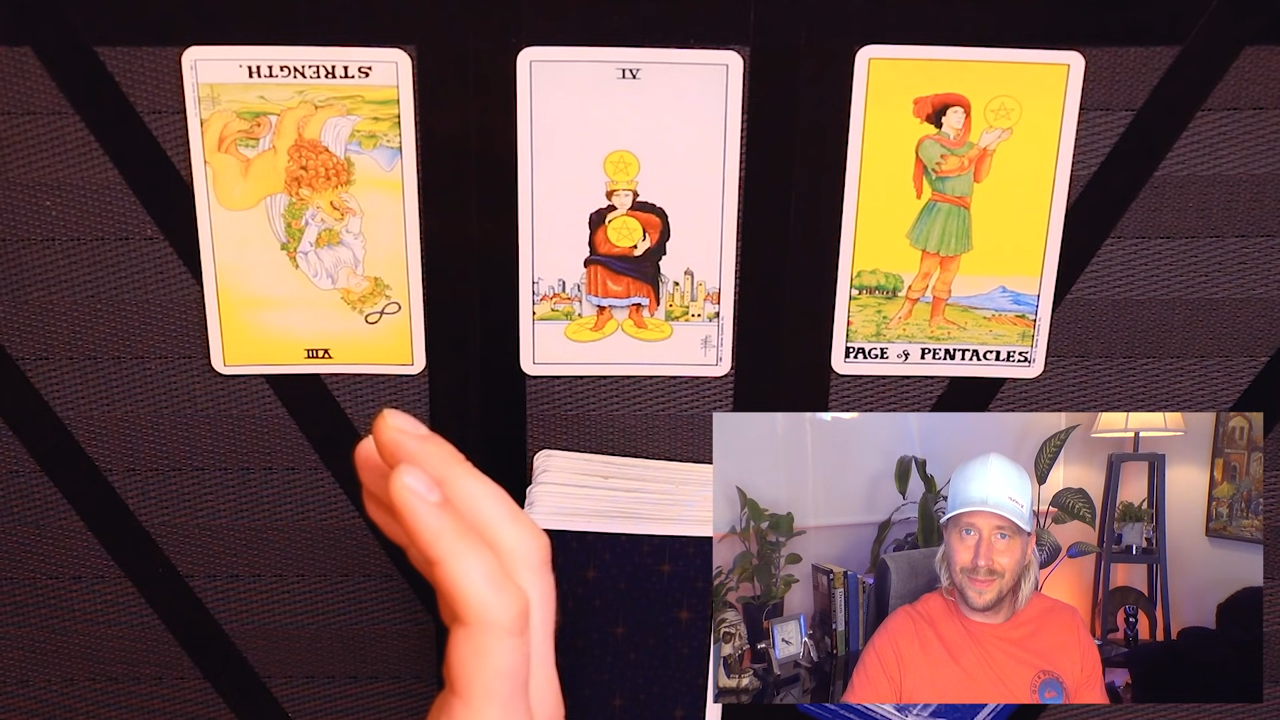 STRENGTH.
VIII
IV
PAGE of PENTACLES.